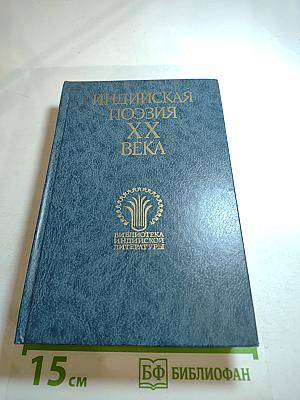 ИНДИЙСКАЯ
ПОЭЗИЯ
XX
ВЕКА
БИБЛИОТЕКА
ИНДИЙСКОЙ
ЛИТЕРАТУРЫ
15 см
БФ БИБЛИОФАН